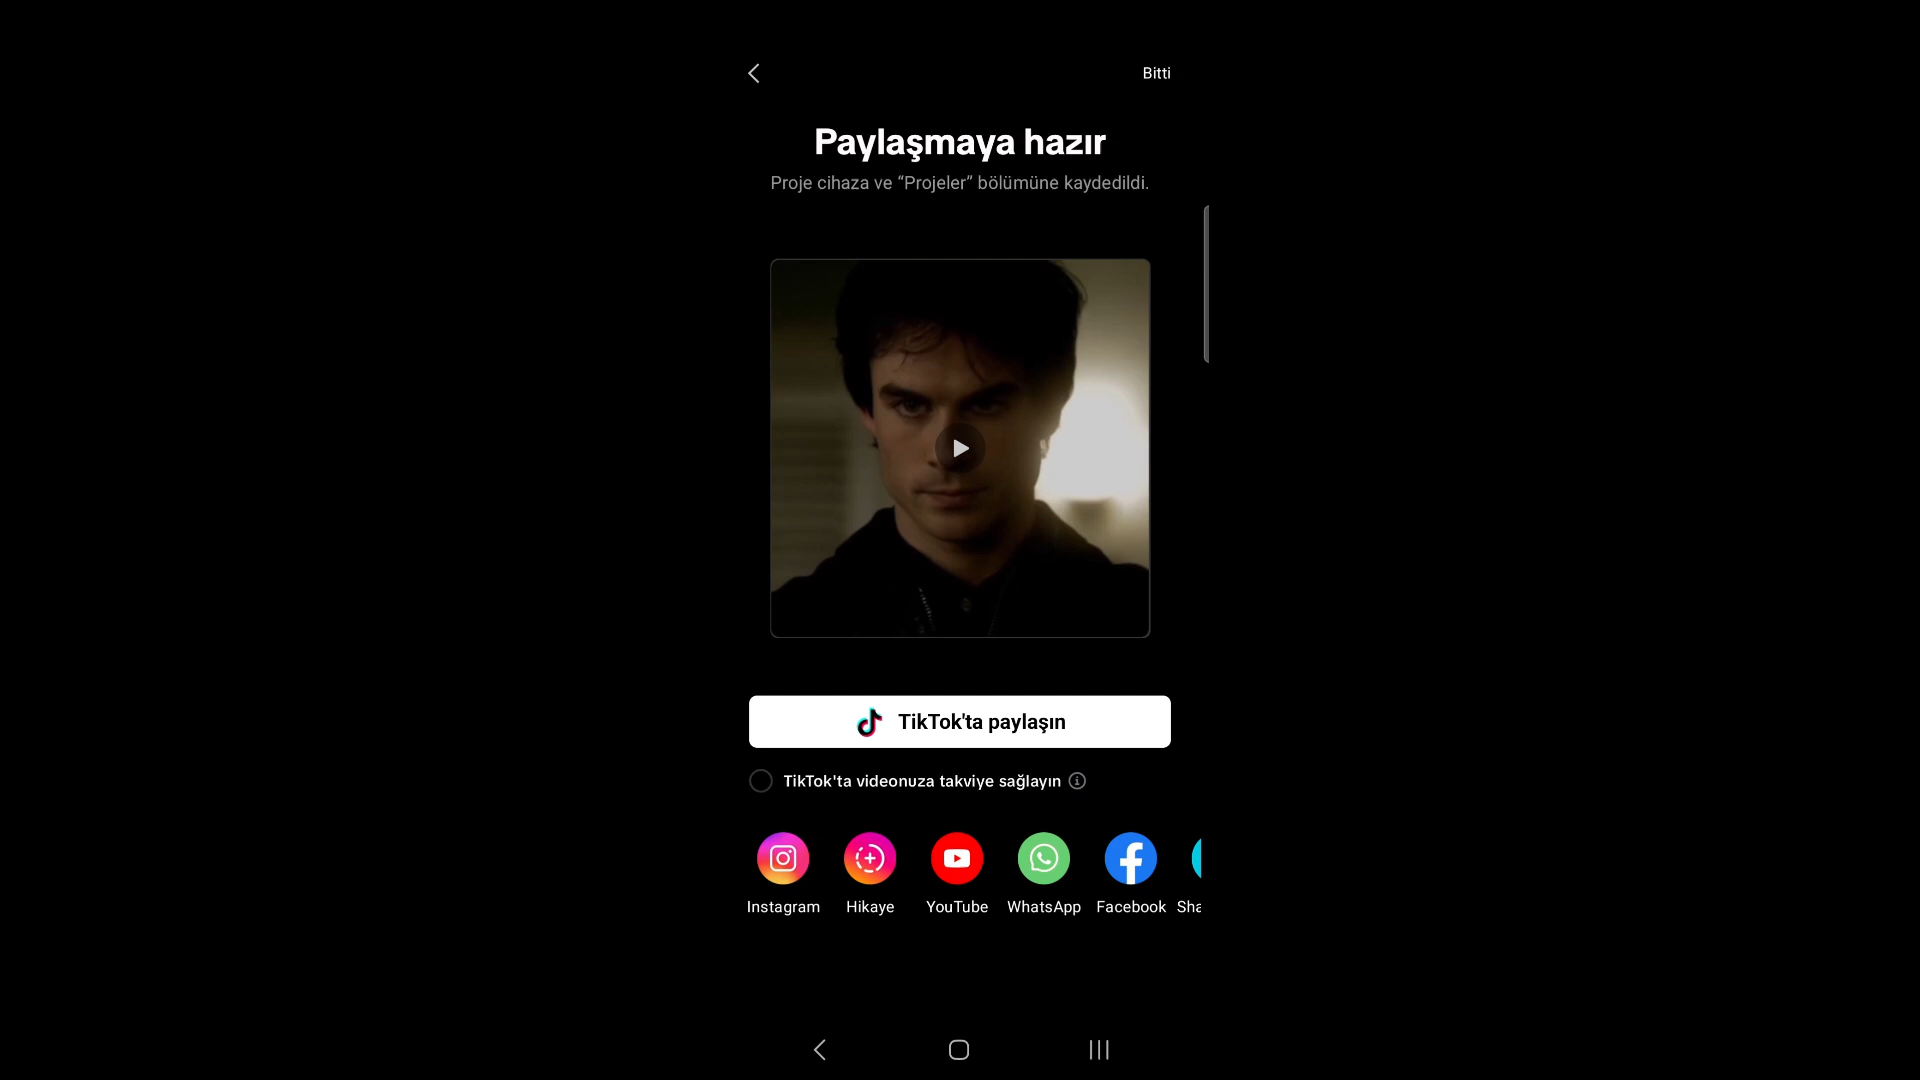 Bitti
Paylaşmaya hazır
Proje cihaza ve “Projeler” bölümüne kaydedildi.
TikTok'ta paylaşın
TikTok'ta videonuza takviye sağlayın
Instagram Hikaye YouTube WhatsApp Facebook Sha